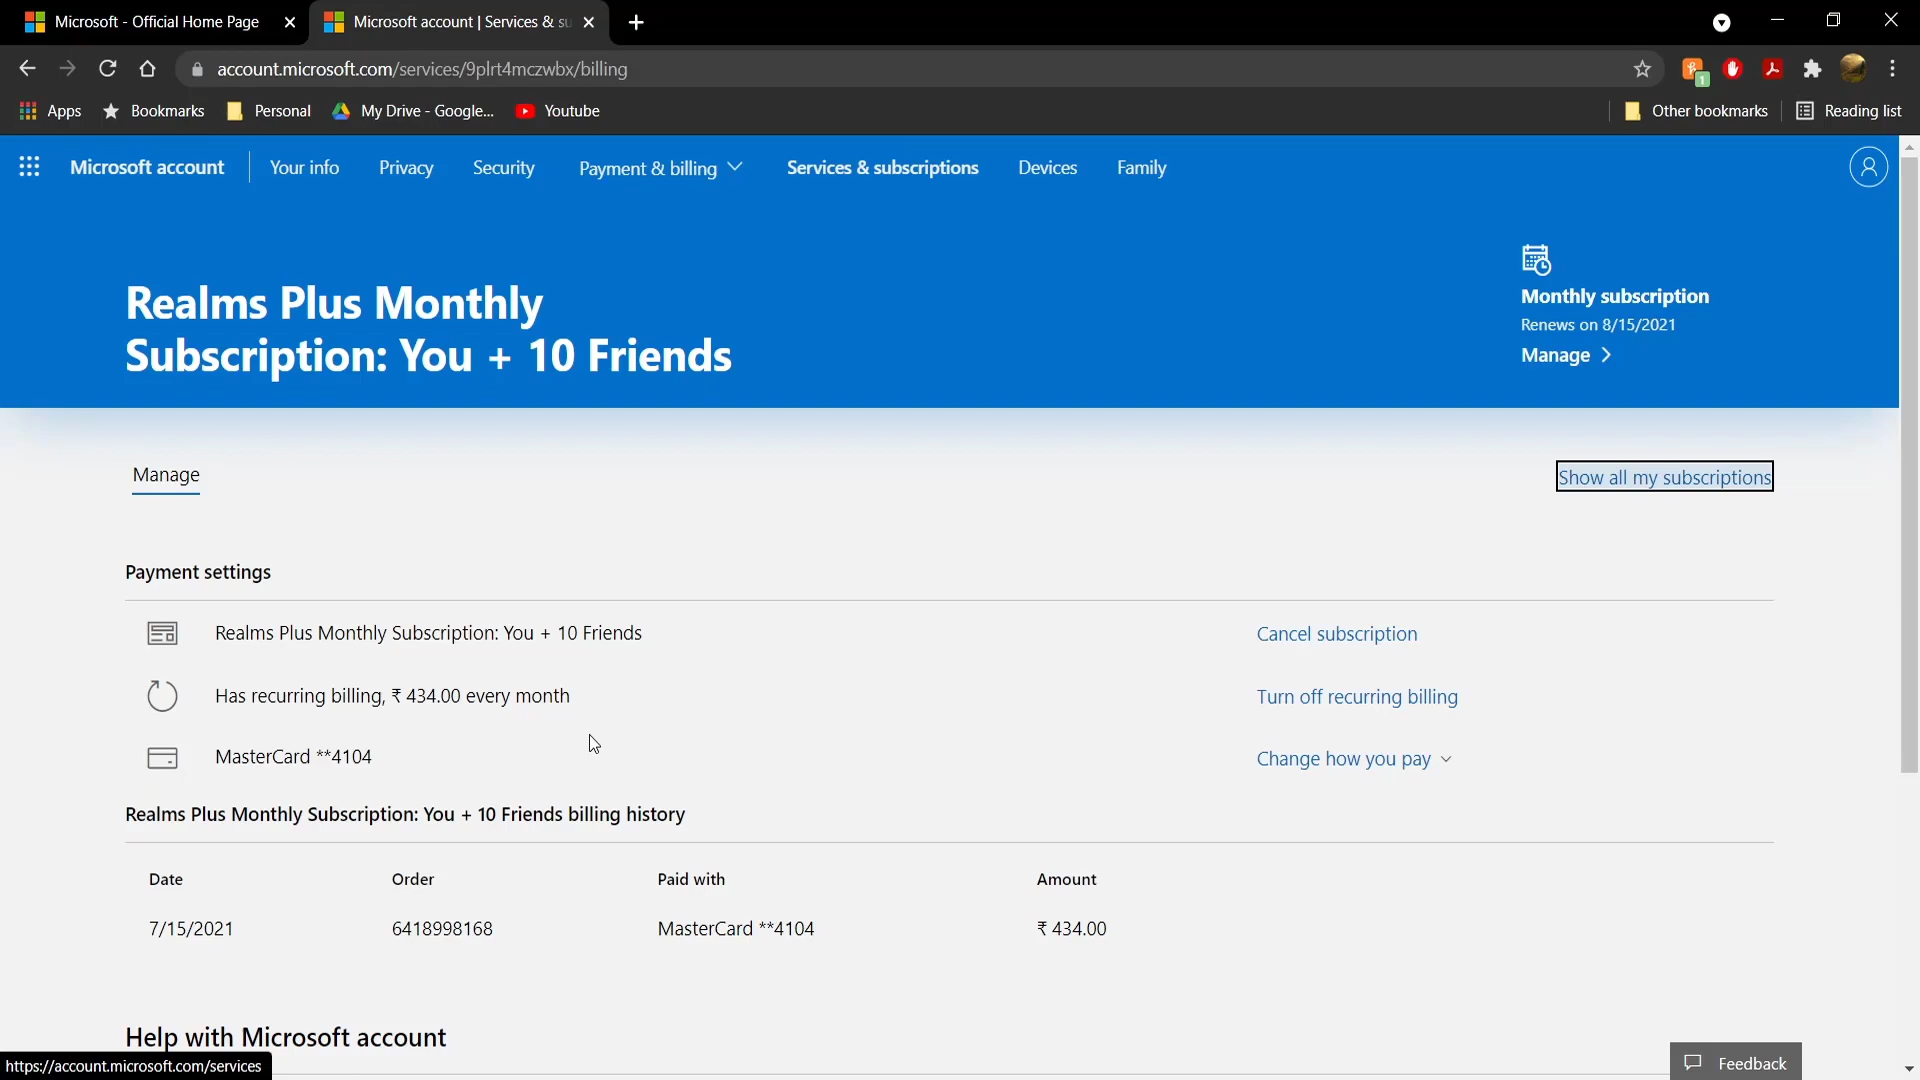 Microsoft - Official Home Page
Microsoft account | Services & su
account.microsoft.com/services/9plrt4mczwbx/billing
1
Apps Bookmarks Personal My Drive - Google... Youtube Other bookmarks Reading list
Microsoft account Your info Privacy Security Payment & billing Services & subscriptions Devices Family
Realms Plus Monthly
Subscription: You + 10 Friends
Monthly subscription
Renews on 8/15/2021
Manage
Manage
Show all my subscriptions
Payment settings
Realms Plus Monthly Subscription: You + 10 Friends Cancel subscription
Has recurring billing, ₹ 434.00 every month Turn off recurring billing
MasterCard **4104 Change how you pay
Realms Plus Monthly Subscription: You + 10 Friends billing history
Date Order Paid with Amount
7/15/2021 6418998168 MasterCard **4104 ₹ 434.00
Help with Microsoft account
https://account.microsoft.com/services
Feedback